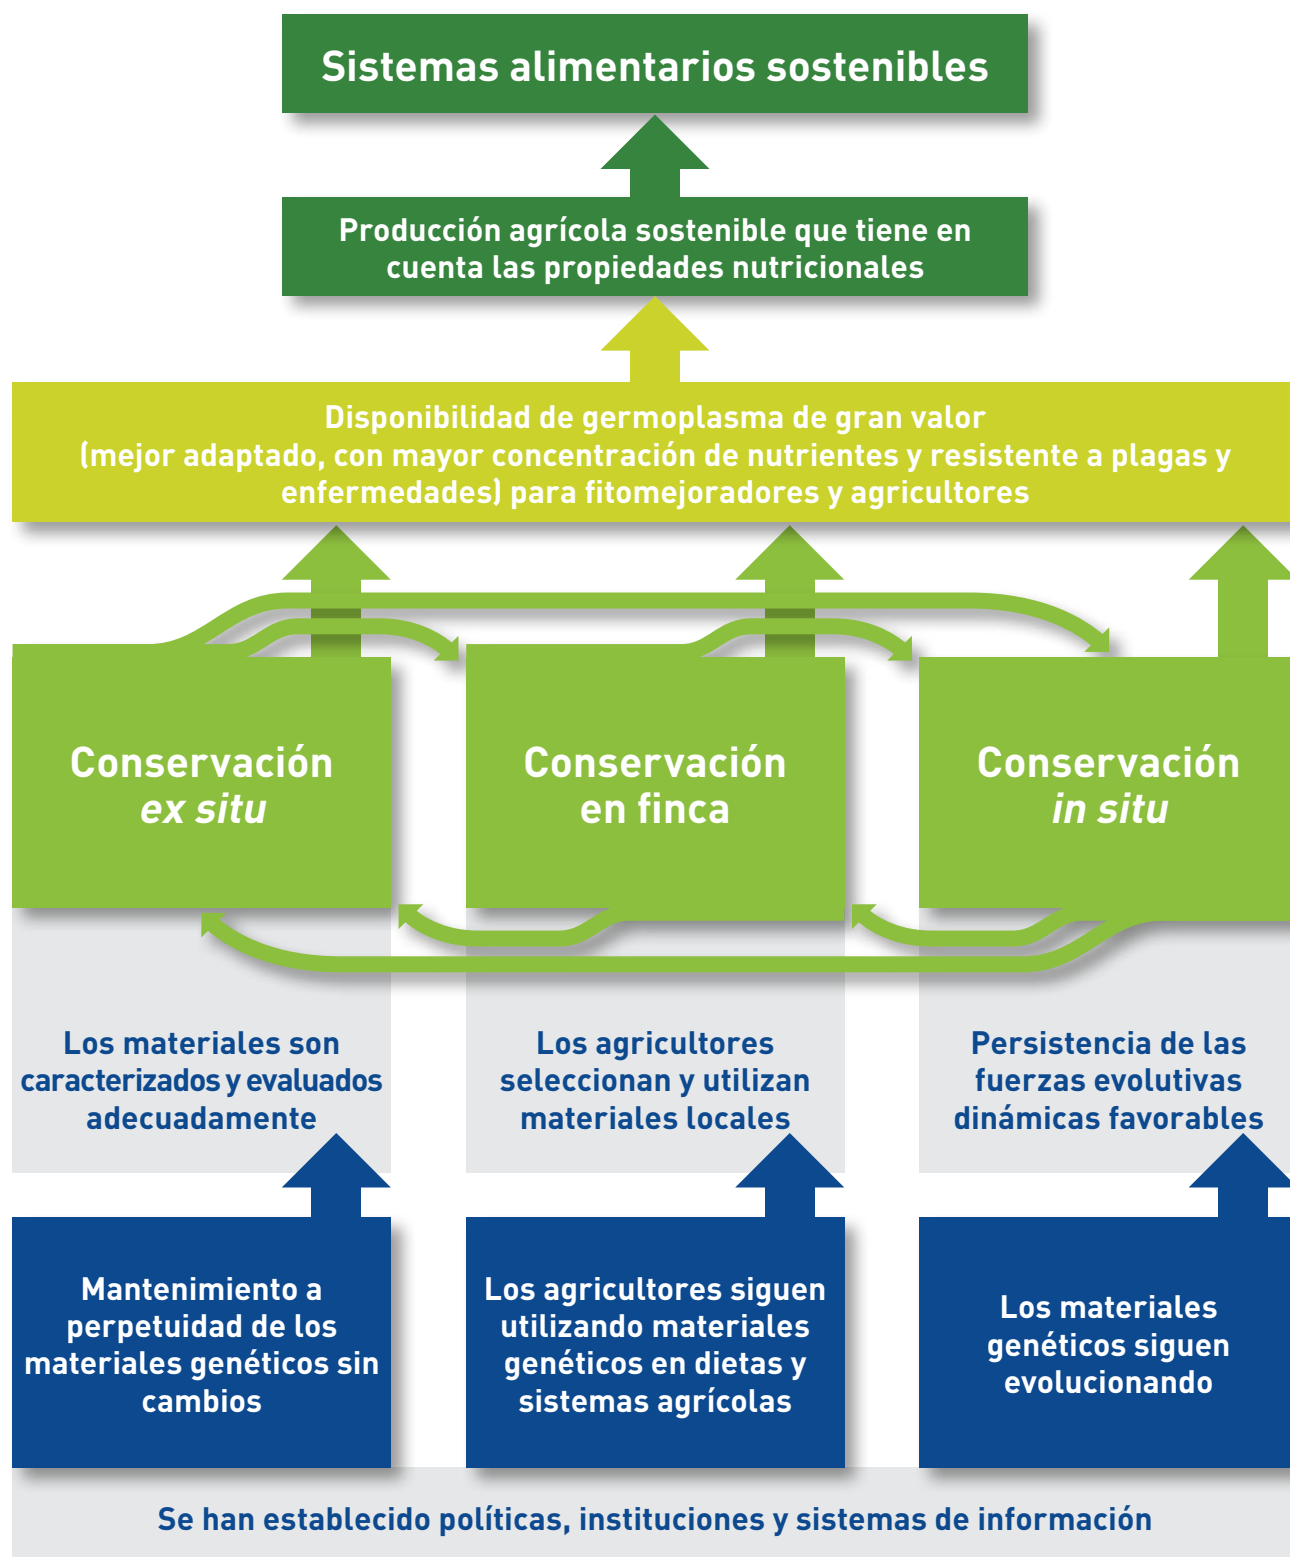 Sistemas alimentarios sostenibles
Producción agrícola sostenible que tiene en
cuenta las propiedades nutricionales
Disponibilidad de germoplasma de gran valor
(mejor adaptado, con mayor concentración de nutrientes y resistente a plagas y
enfermedades) para fitomejoradores y agricultores
Conservación
ex situ
Conservación
en finca
Conservación
in situ
Los materiales son
caracterizados y evaluados
adecuadamente
Los agricultores
seleccionan y utilizan
materiales locales
Persistencia de las
fuerzas evolutivas
dinámicas favorables
Mantenimiento a
perpetuidad de los
materiales genéticos sin
cambios
Los agricultores siguen
utilizando materiales
genéticos en dietas y
sistemas agrícolas
Los materiales
genéticos siguen
evolucionando
Se han establecido políticas, instituciones y sistemas de información